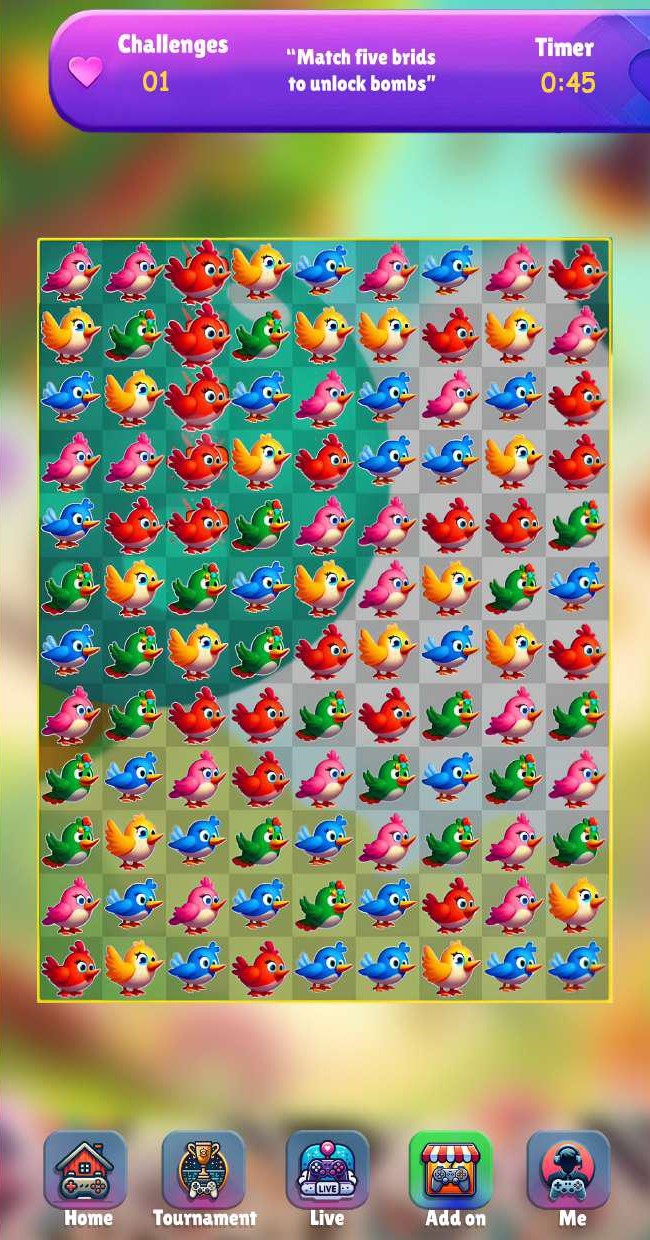 Challenges
01
“Match five brids
to unlock bombs”
Timer
0:45
LIVE
Home
Tournament
Live
Add on
Me